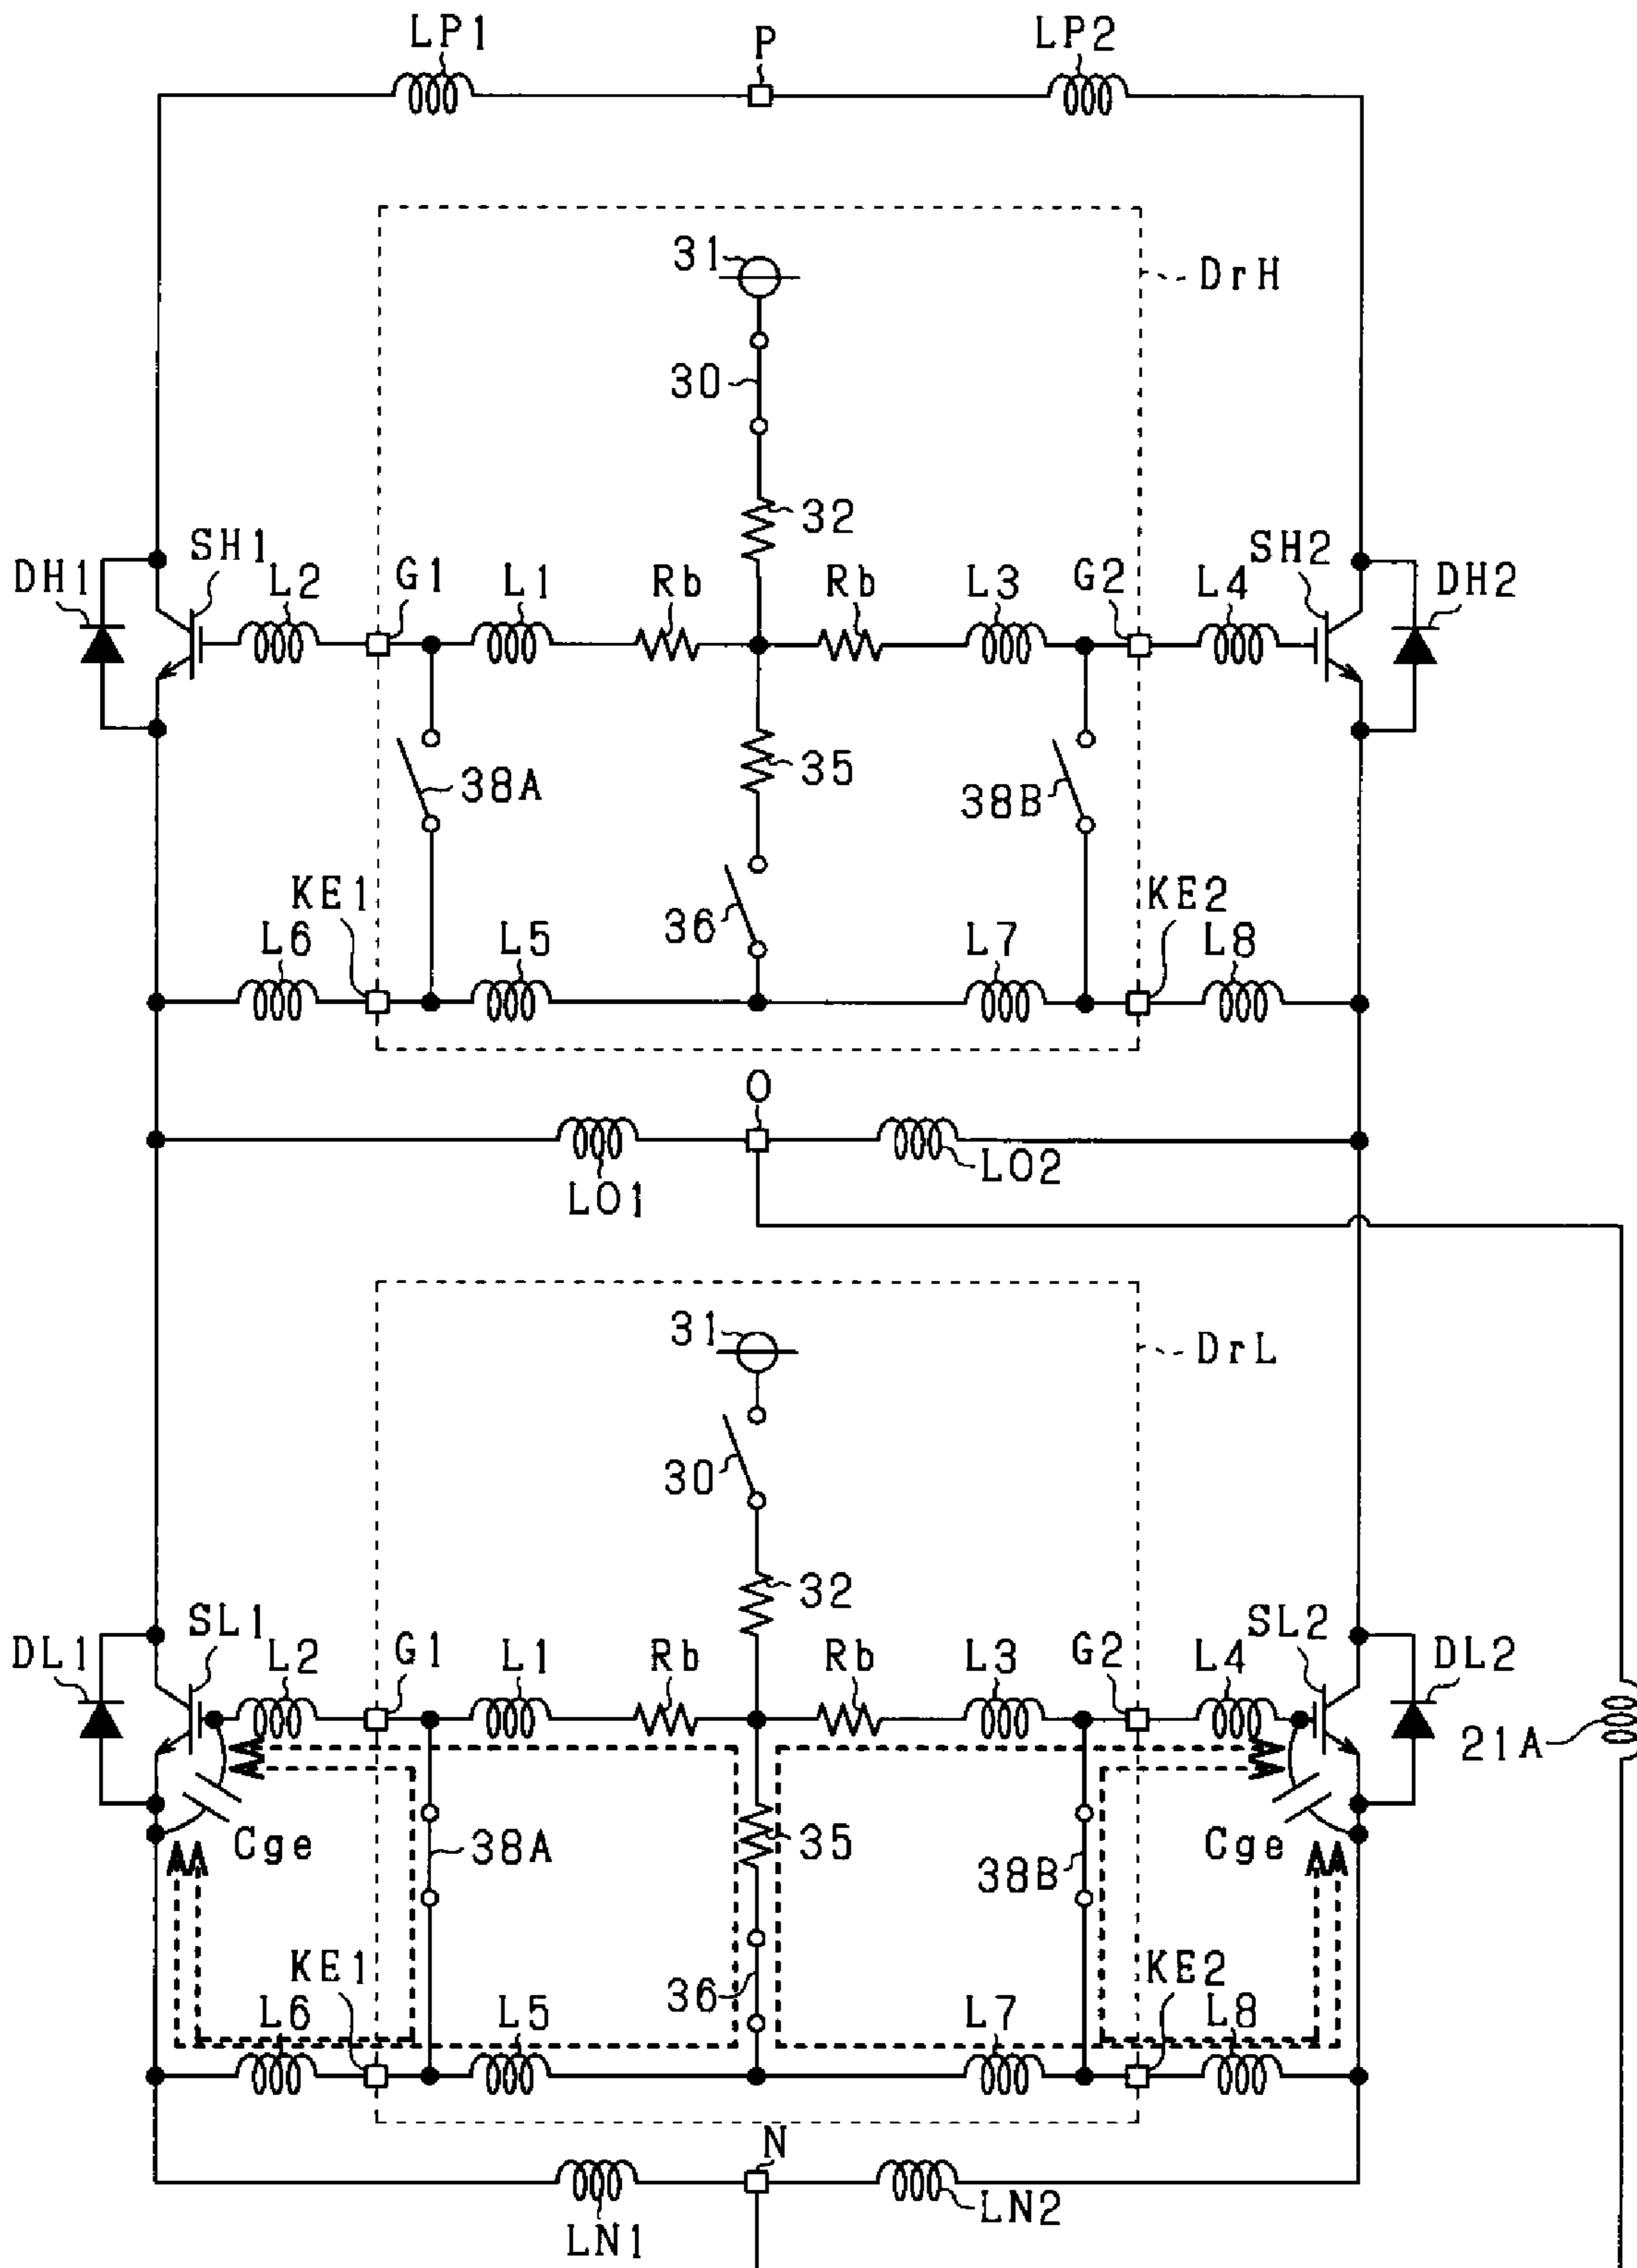 LP1 P LP2
31 DrH
30
32
DH1 SH1 L2 G1 L1 Rb Rb L3 G2 L4 SH2 DH2
38A 35 38B
L6 KE1 L5 36 L7 KE2 L8
O
LO1 LO2
31 DrL
30
32
DL1 SL1 L2 G1 L1 Rb Rb L3 G2 L4 SL2 DL2
21A
Cge 38A 35 38B Cge
L6 KE1 L5 36 L7 KE2 L8
N
LN1 LN2